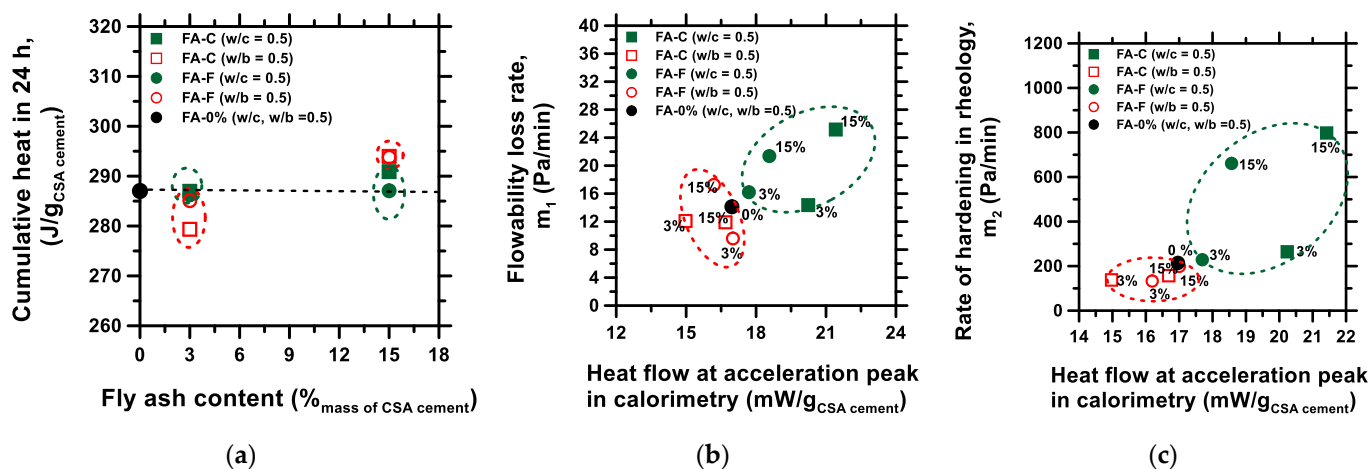 Cumulative heat in 24 h,
(J/gCSA cement)
320
310
300
290
280
270
260
FA-C (w/c = 0.5)
FA-C (w/b = 0.5)
FA-F (w/c = 0.5)
FA-F (w/b = 0.5)
FA-0% (w/c, w/b =0.5)
0 3 6 9 12 15 18
Fly ash content (%mass of CSA cement)
(a)
Flowability loss rate,
m1 (Pa/min)
40
36
32
28
24
20
16
12
8
4
0
FA-C (w/c = 0.5)
FA-C (w/b = 0.5)
FA-F (w/c = 0.5)
FA-F (w/b = 0.5)
FA-0% (w/c, w/b =0.5)
15%
15%
15%
3%
0%
3%
3%
15%
3%
12 15 18 21 24
Heat flow at acceleration peak
in calorimetry (mW/gCSA cement)
(b)
Rate of hardening in rheology,
m2 (Pa/min)
1200
1000
800
600
400
200
0
FA-C (w/c = 0.5)
FA-C (w/b = 0.5)
FA-F (w/c = 0.5)
FA-F (w/b = 0.5)
FA-0% (w/c, w/b =0.5)
15%
15%
0 %
3%
3%
15%
3%
15%
3%
14 15 16 17 18 19 20 21 22
Heat flow at acceleration peak
in calorimetry (mW/gCSA cement)
(c)